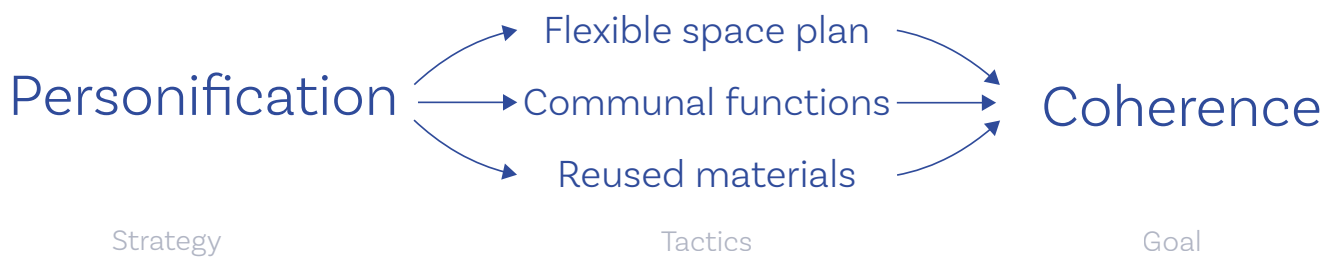 Flexible space plan
Personification
Communal functions
Coherence
Reused materials
Strategy
Tactics
Goal